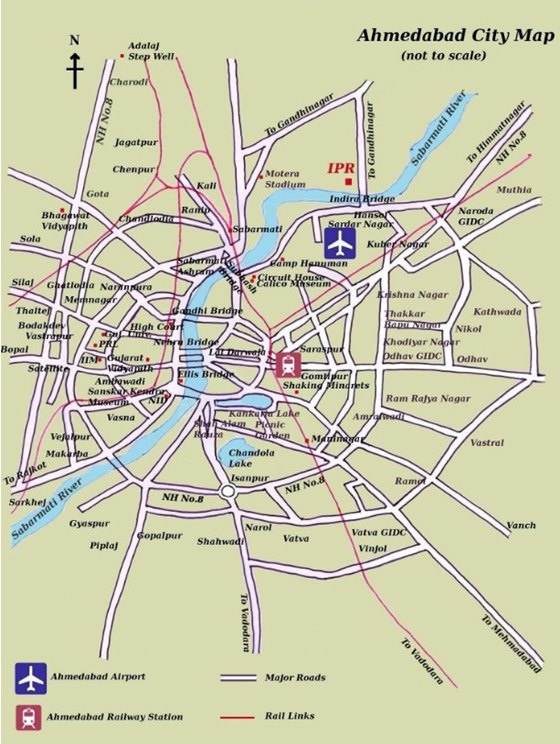 Ahmedabad City Map
(not to scale)
N
Adalaj
Step Well
Charodi
NH No.8
To Gandhinagar
To Gandhinagar
Sabarmati River
To Himmatnagar
NH No.8
Jagatpur
Chenpur
IPR
Motera
Stadium
Kali
Gota
Ranip
Indira Bridge
Muthia
Bhagawat
Vidyapith
Chandlodia
Hansol
Sardar Nagar
Naroda
GIDC
Sabarmati
Sola
Kuber Nagar
Sabarmati
Ashram
Subhash
Bridge
Camp Hanuman
Circuit House
Calico Museum
Silaj
Ghatlodia
Naranpura
Memnagar
Krishna Nagar
Thaltej
Gandhi Bridge
Thakkar
Bapa Nagar
Kathwada
Bodakdev
Vastrapur
High Court
Guj. Univ.
Nikol
PRL
Nehru Bridge
Khodiyar Nagar
Bopal
Lal Darwaja
Saraspur
IIM
Gujarat
Vidyapith
Odhav GIDC
Odhav
Satellite
Ellis Bridge
Gomtipur
Ambawadi
Shaking Minarets
Sanskar Kendra
Museum
NID
Ram Rajya Nagar
Vasna
Kankaria Lake
Picnic
Garden
Shah Alam
Rauza
Amraiwadi
Vejalpur
Maninagar
Vastral
Makarba
Chandola
Lake
To Rajkot
Isanpur
Ramol
Sarkhej
NH No.8
NH No.8
Sabarmati River
Gyaspur
Narol
Vanch
Gopalpur
Piplaj
Shahwadi
Vatva
Vatva GIDC
Vinjol
To Vadodara
To Vadodara
To Mehmadabad
Ahmedabad Airport
Major Roads
Ahmedabad Railway Station
Rail Links